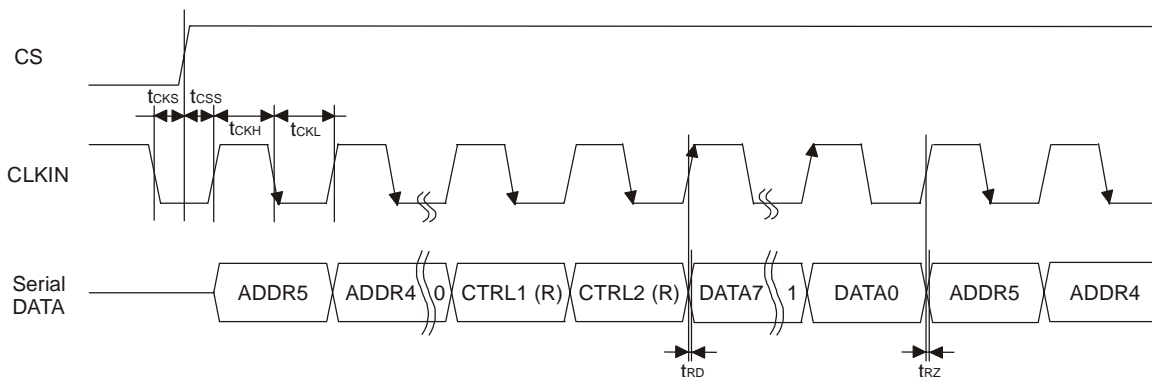 CS
tCKS tCSS
tCKH tCKL
CLKIN
Serial DATA
ADDR5 ADDR4 0 CTRL1 (R) CTRL2 (R) DATA7 1 DATA0 ADDR5 ADDR4
tRD tRZ